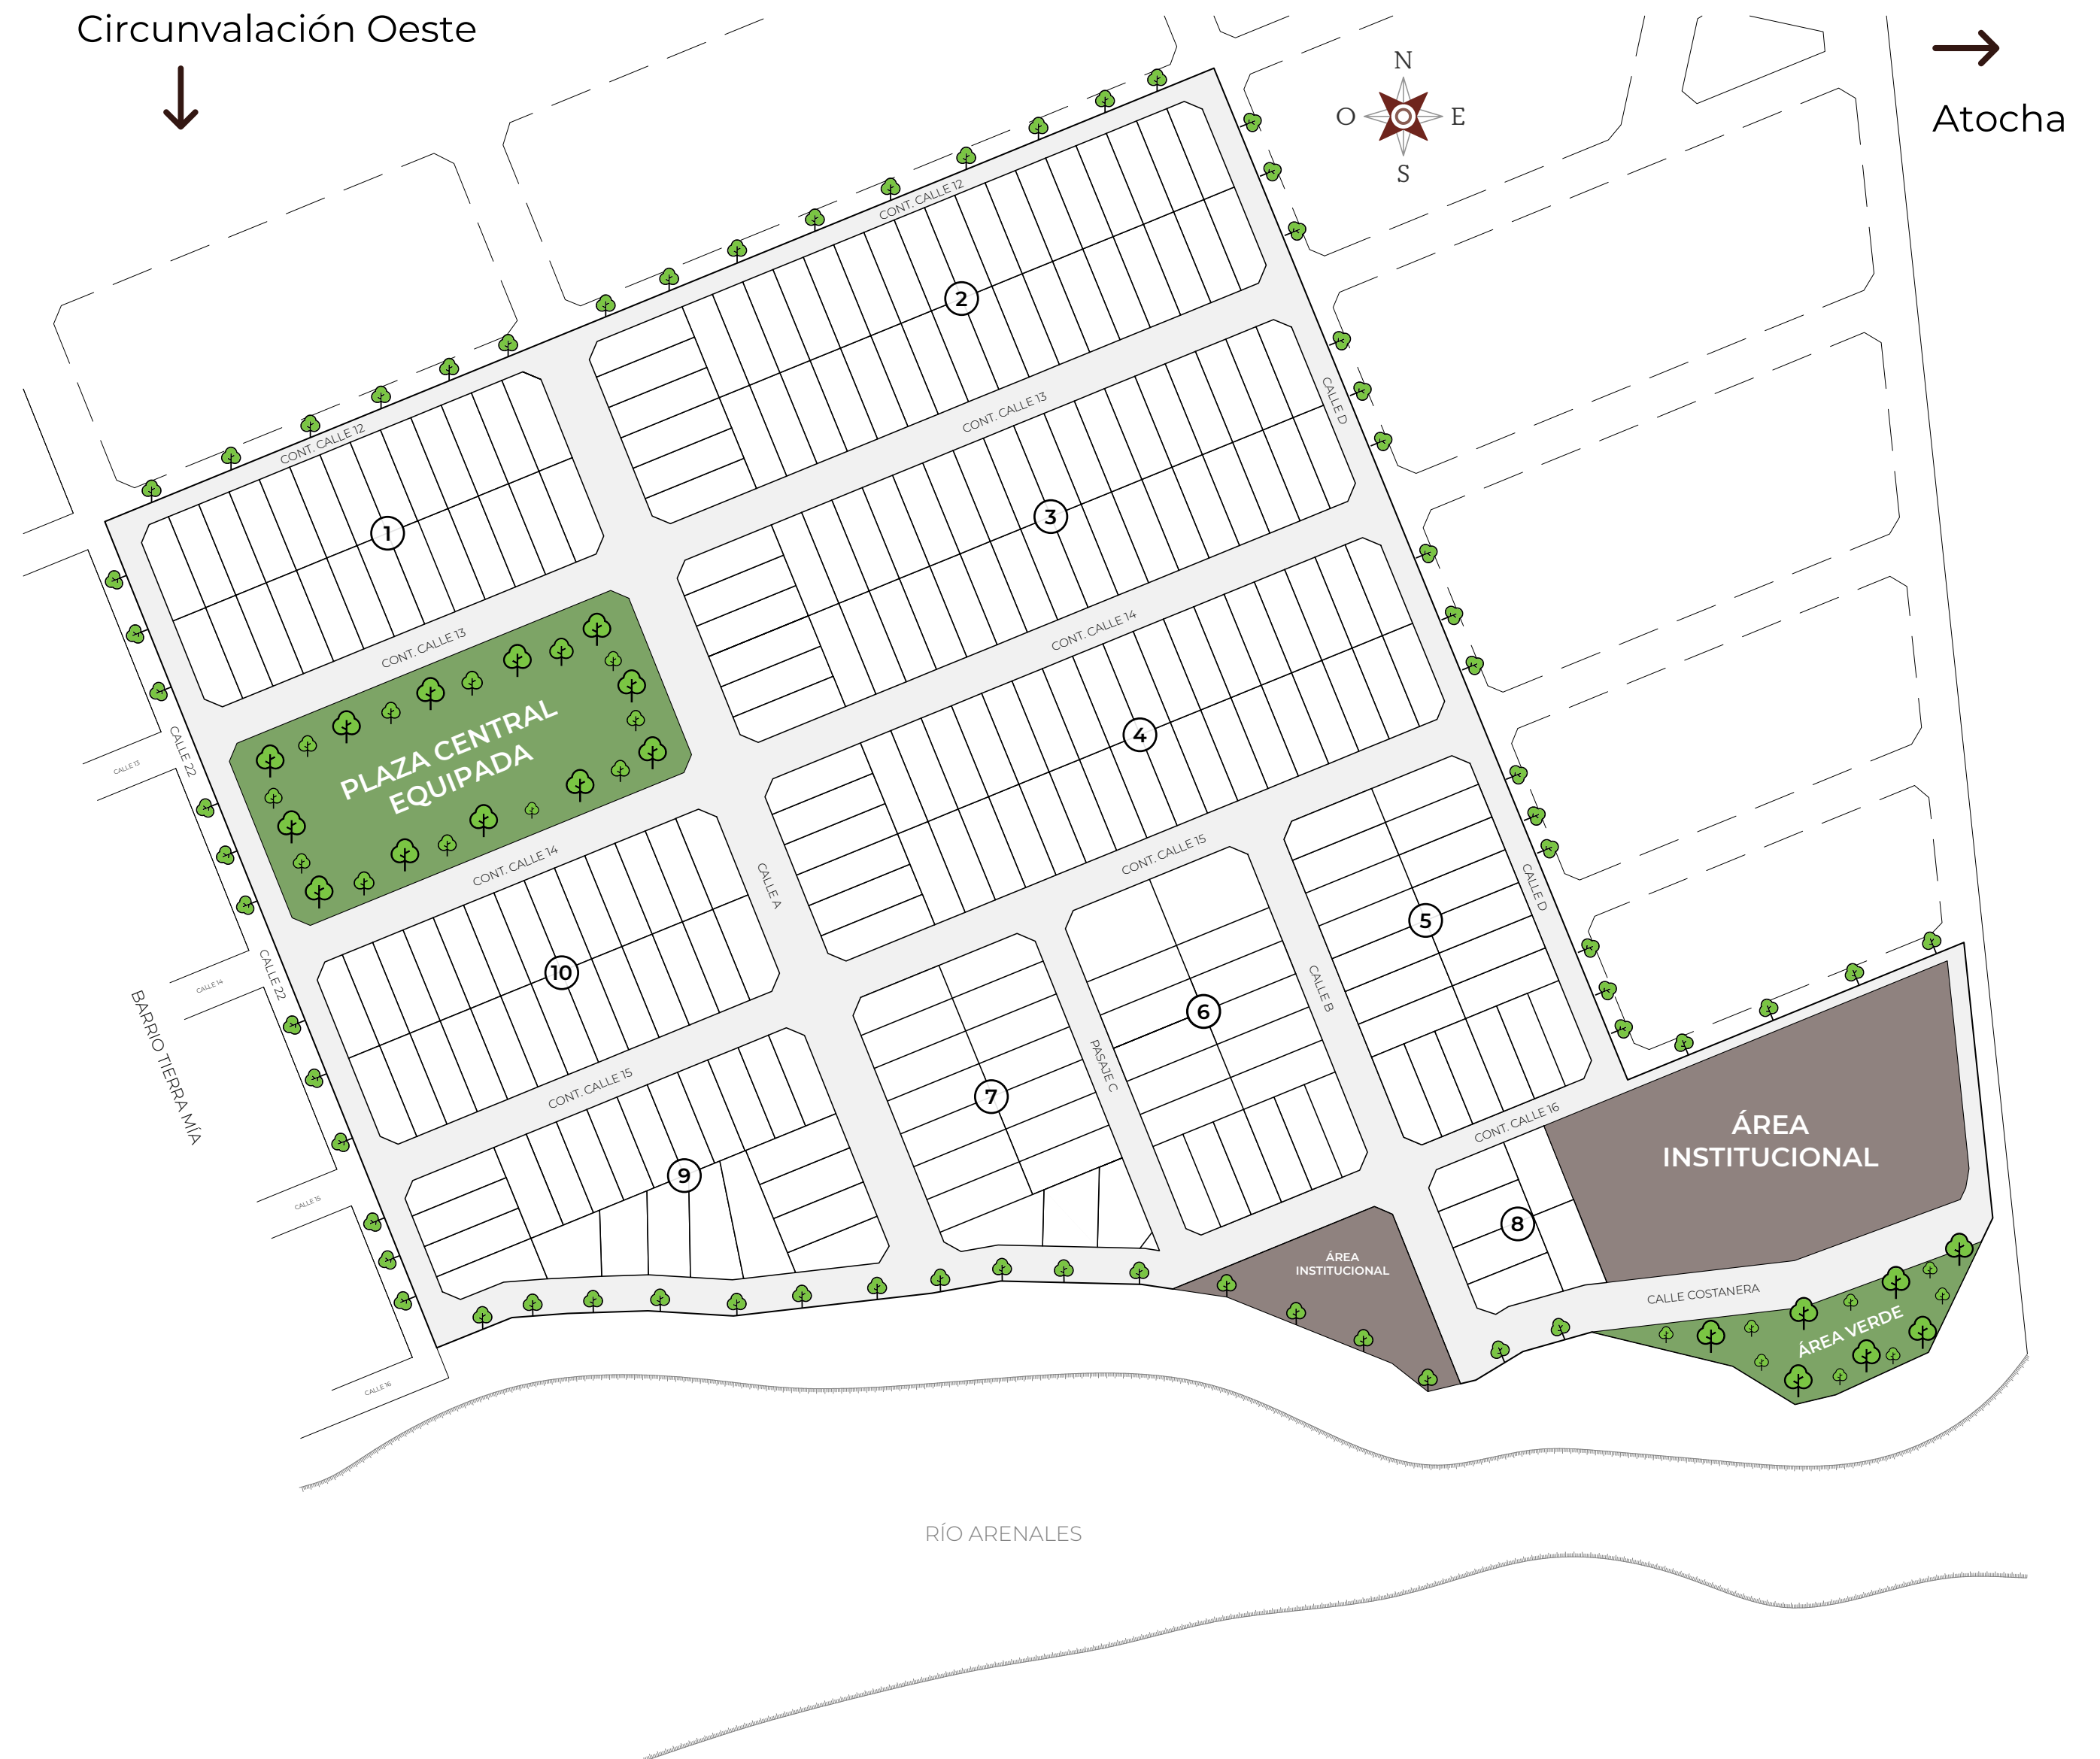 Circunvalación Oeste
Atocha
N
O
E
S
CONT. CALLE 12
2
CONT. CALLE 12
1
CONT. CALLE 13
3
CALLE D
CONT. CALLE 13
PLAZA CENTRAL
EQUIPADA
CALLE 22
CALLE 13
CONT. CALLE 14
4
CONT. CALLE 14
CALLE A
CONT. CALLE 15
5
CALLE D
10
CALLE 22
CALLE 14
BARRIO TIERRA MÍA
CONT. CALLE 15
6
CALLE B
7
PASAJE C
9
CALLE 15
CONT. CALLE 16
ÁREA
INSTITUCIONAL
8
ÁREA
INSTITUCIONAL
CALLE COSTANERA
ÁREA VERDE
CALLE 16
RÍO ARENALES